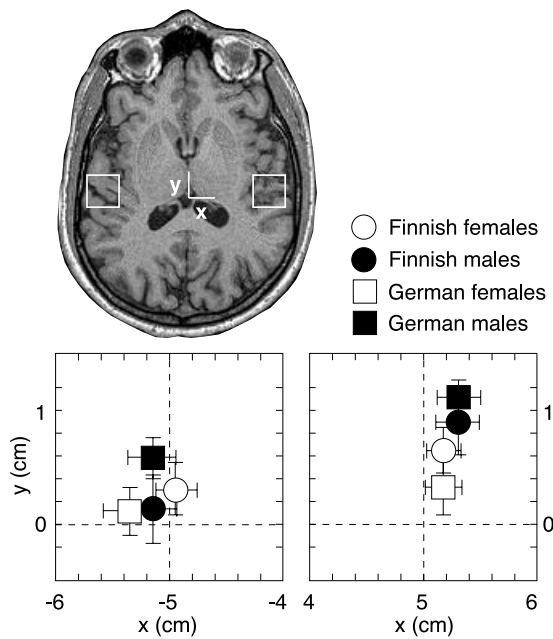 y
x
Finnish females
Finnish males
German females
German males
1
0
y (cm)
-6
-5
-4
x (cm)
1
0
4
5
6
x (cm)